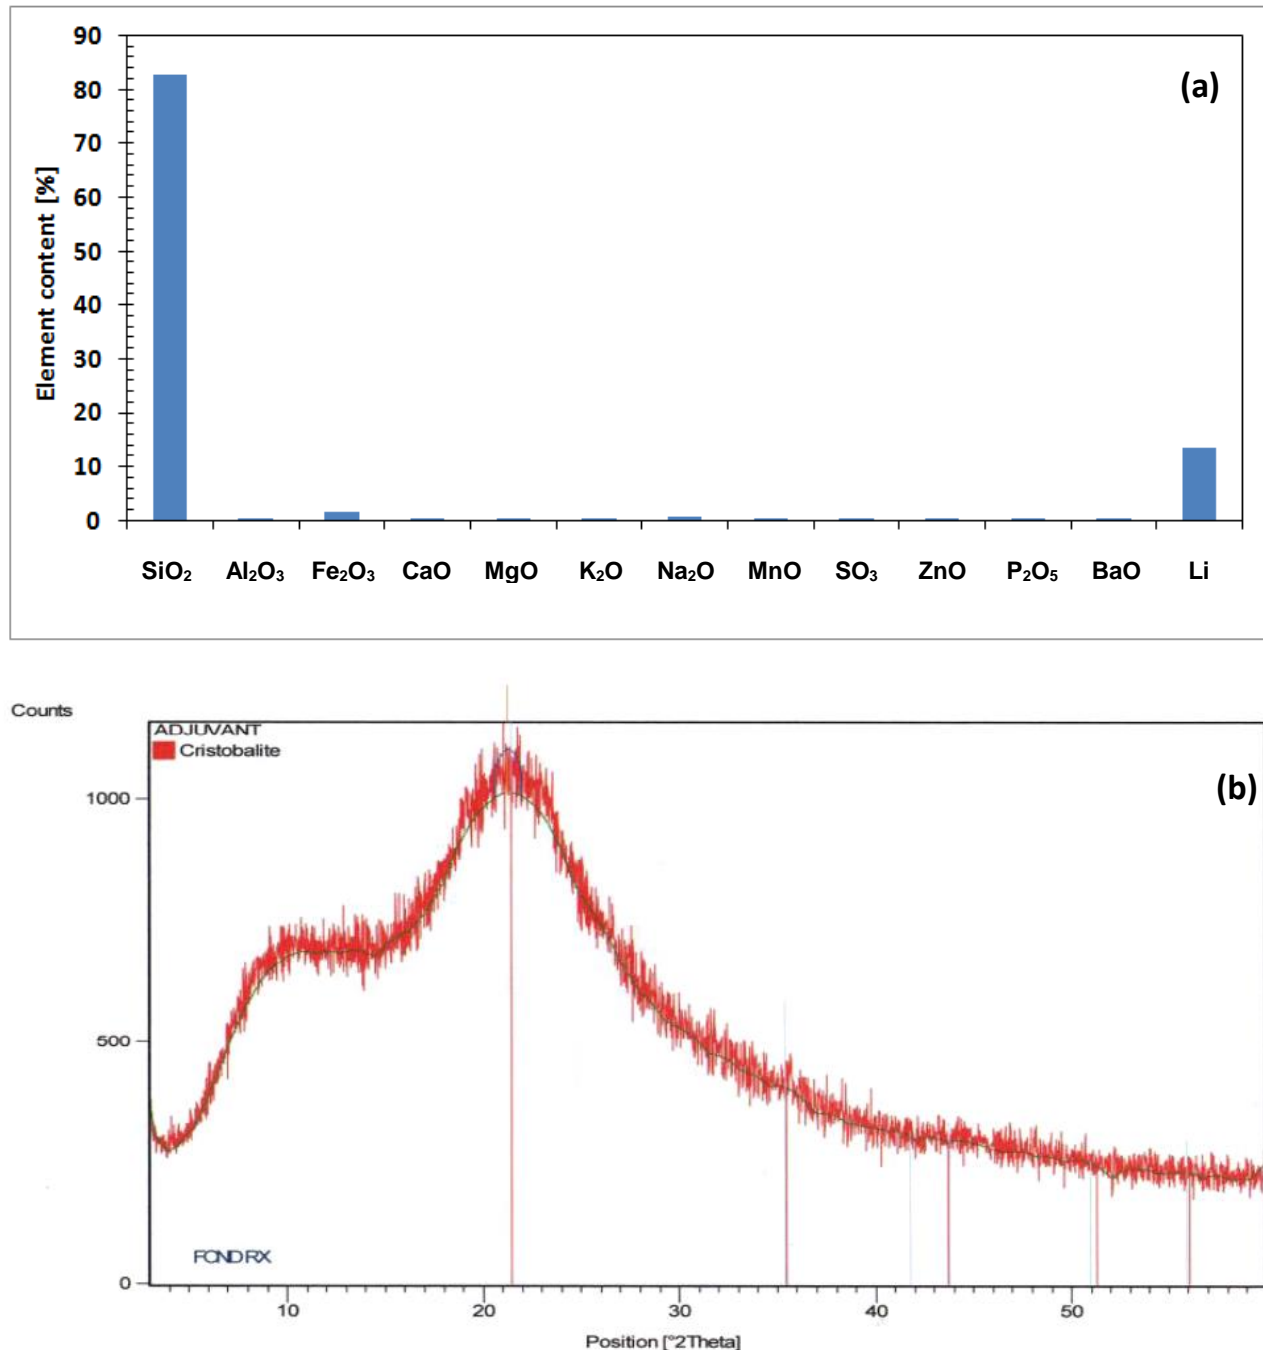 (a)
Element content [%]
90
80
70
60
50
40
30
20
10
0
SiO₂ Al₂O₃ Fe₂O₃ CaO MgO K₂O Na₂O MnO SO₃ ZnO P₂O₅ BaO Li
Counts
ADJUVANT
Cristobalite
(b)
1000
500
0
FOND RX
10 20 30 40 50
Position [°2Theta]